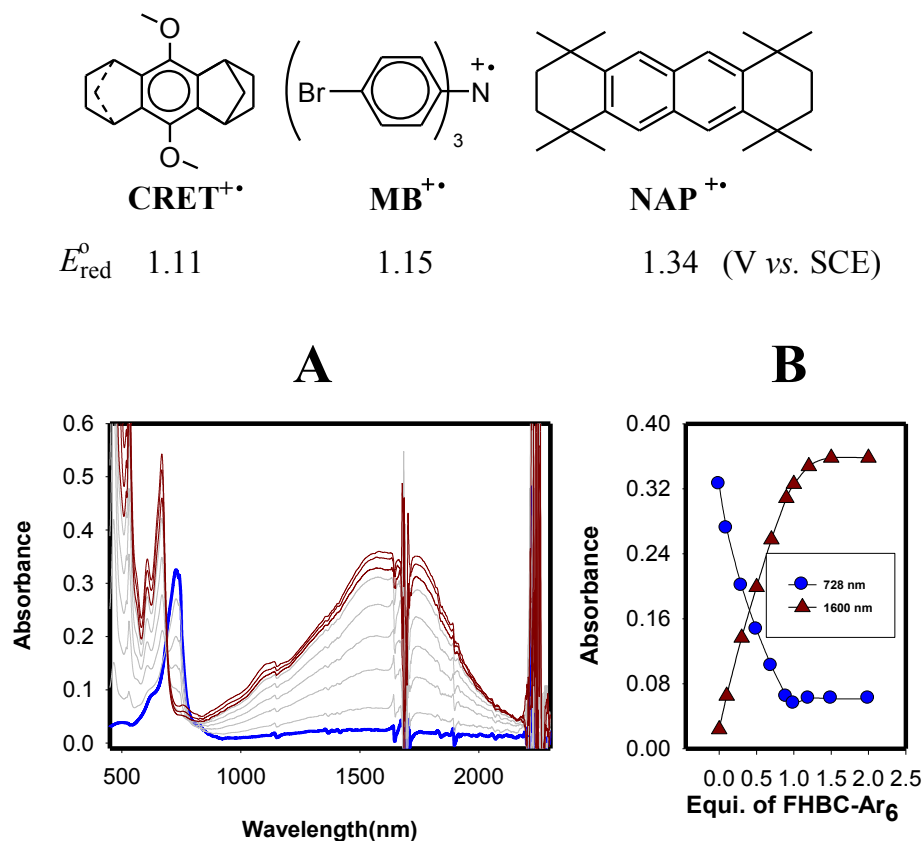 O
Br
N
+•
3
O
CRET+•
MB+•
NAP +•
E°red 1.11 1.15 1.34 (V vs. SCE)
A
B
0.6
0.5
0.4
0.3
0.2
0.1
0.0
Absorbance
500 1000 1500 2000
Wavelength(nm)
0.40
0.32
0.24
0.16
0.08
0.00
Absorbance
728 nm
1600 nm
0.0 0.5 1.0 1.5 2.0 2.5
Equi. of FHBC-Ar6